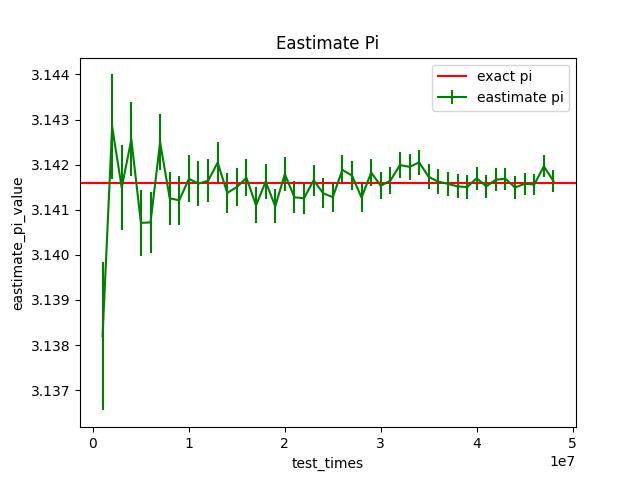 Eastimate Pi
exact pi
eastimate pi
eastimate_pi_value
3.144
3.143
3.142
3.141
3.140
3.139
3.138
3.137
0 1 2 3 4 5
1e7
test_times